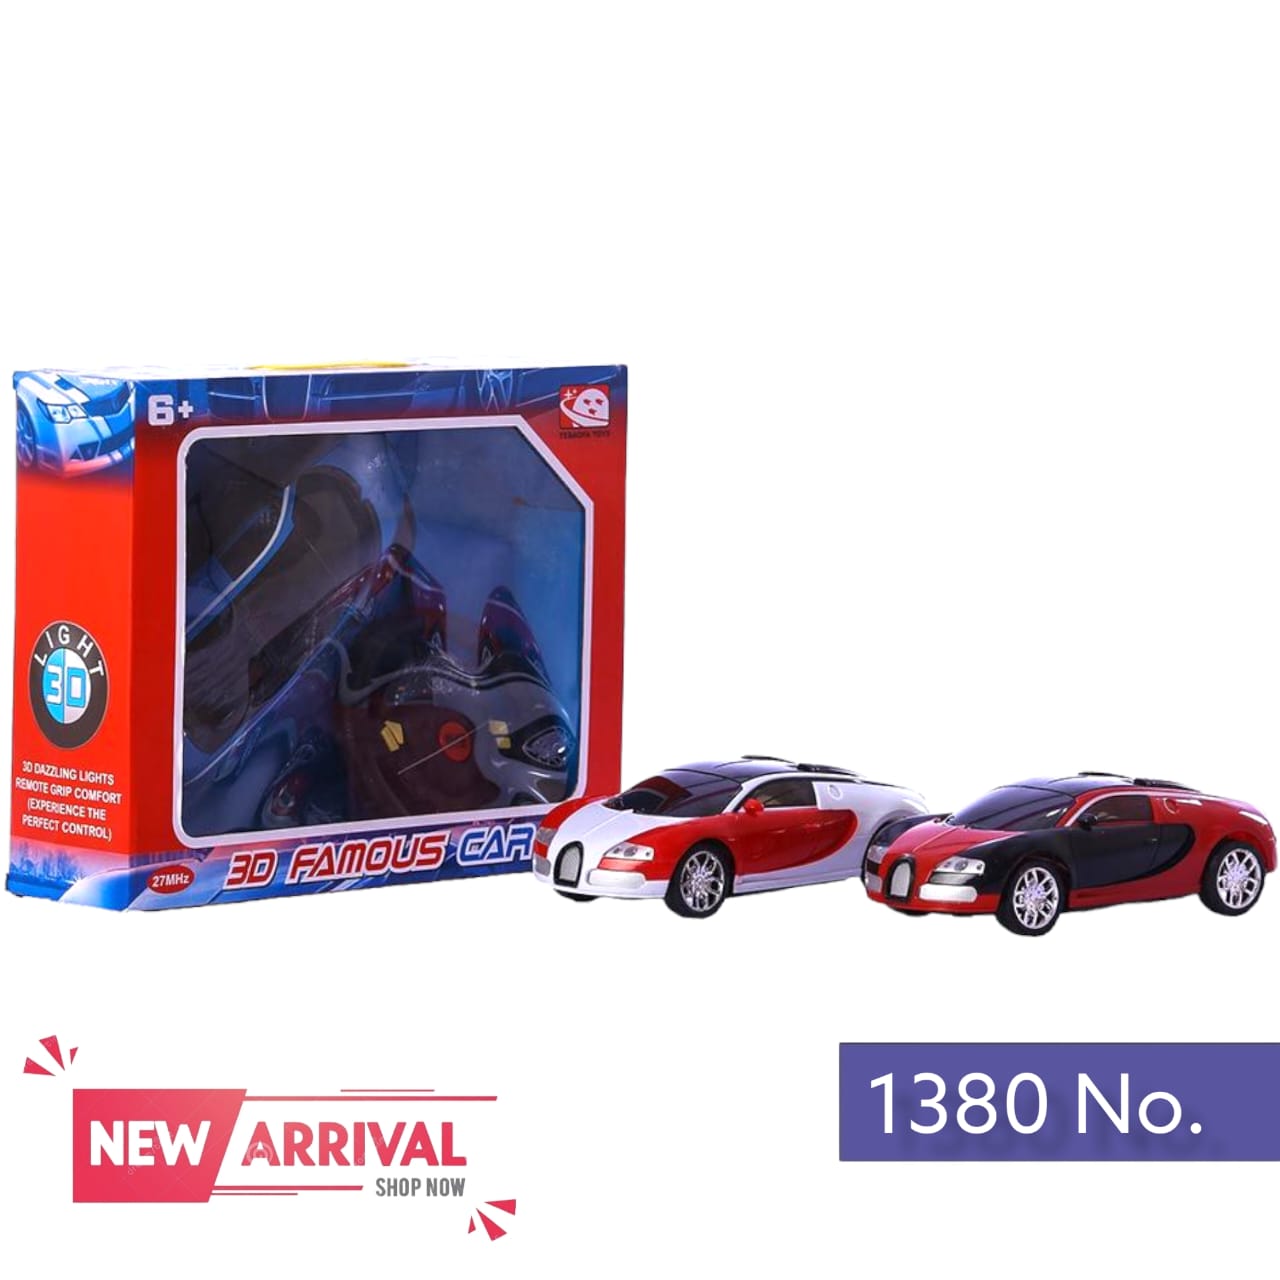 6+
LIGHT
3D
3D DAZZLING LIGHTS
REMOTE GRIP COMFORT
(EXPERIENCE THE
PERFECT CONTROL)
27MHz
3D FAMOUS CAR
NEW ARRIVAL
SHOP NOW
1380 No.